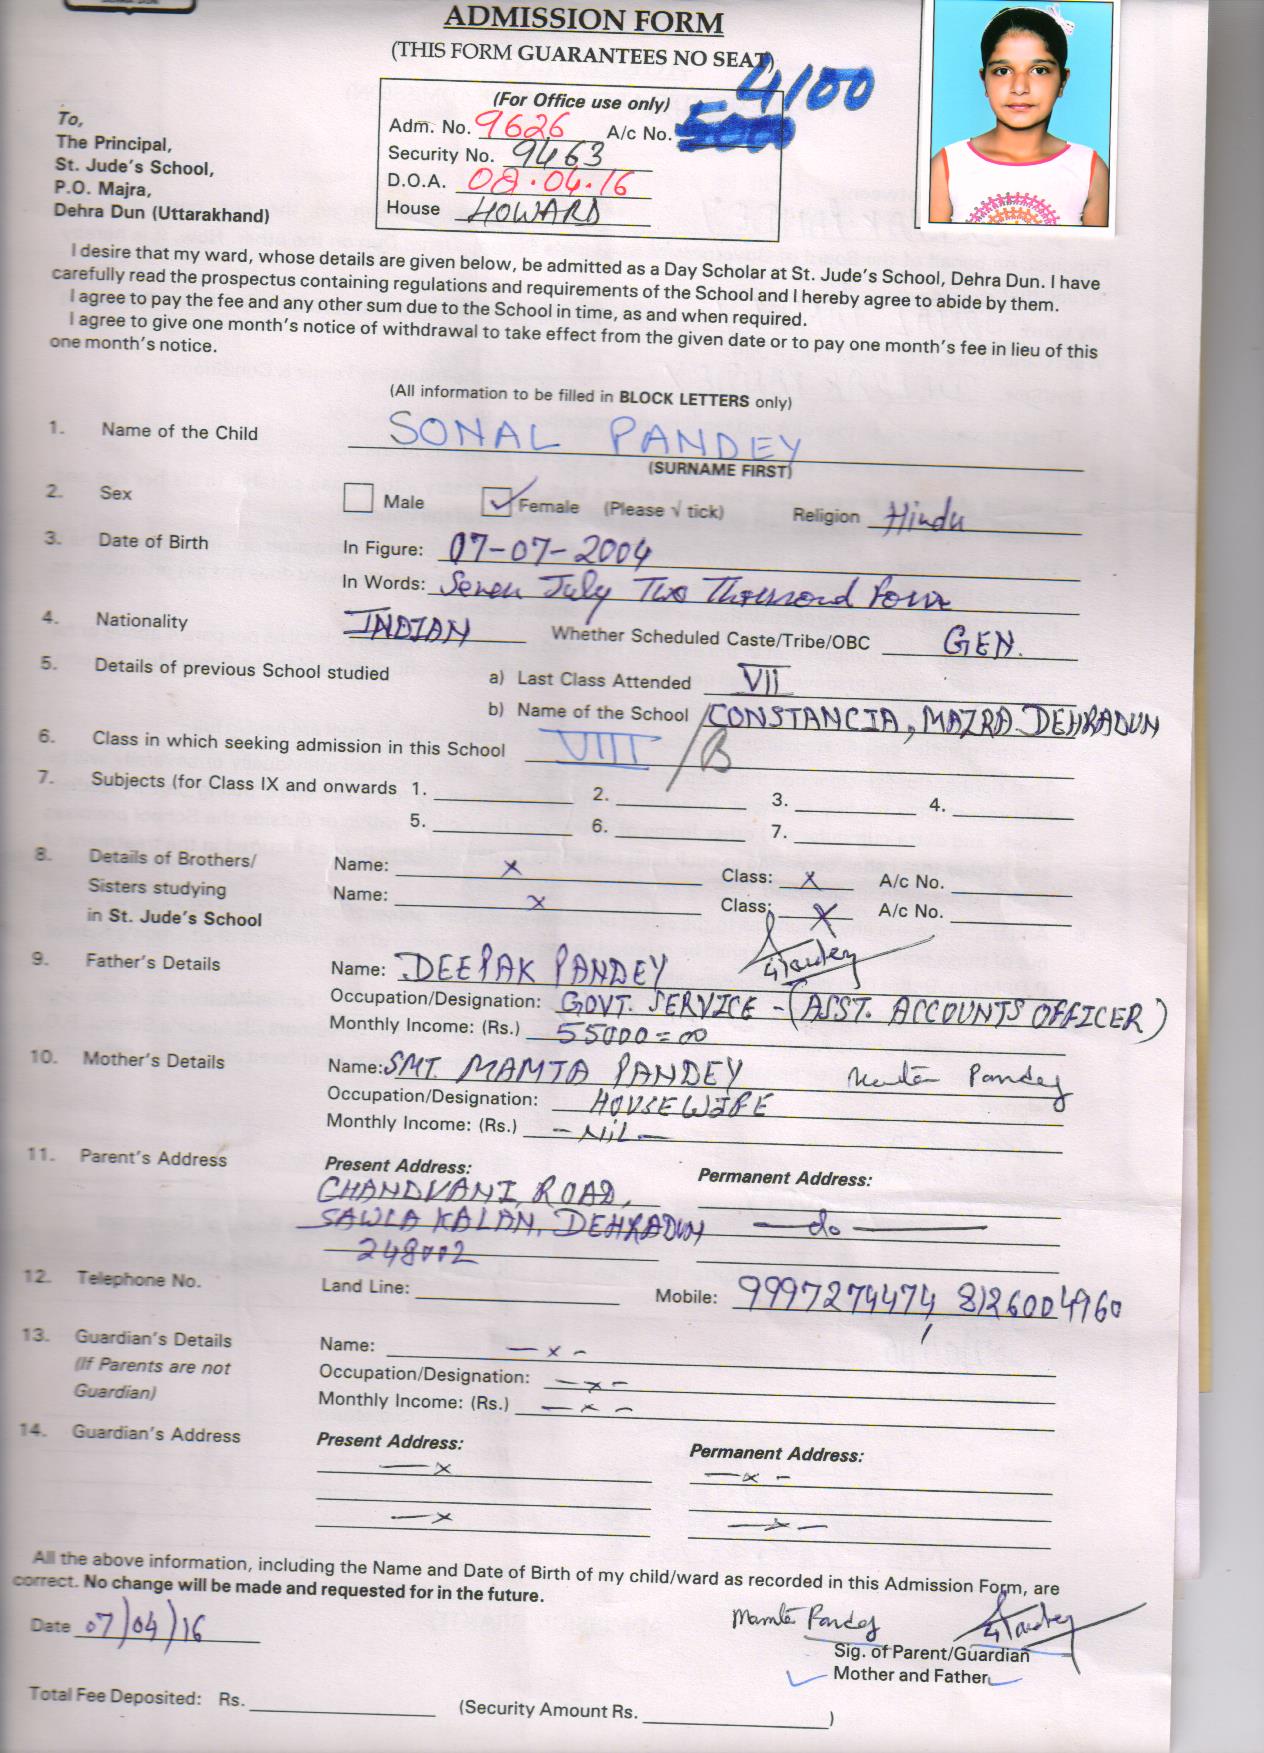 ADMISSION FORM
(THIS FORM GUARANTEES NO SEAT)
4100
(For Office use only)
Adm. No. 9626 A/c No. 5000
Security No. 9463
D.O.A. 08.04.16
House HOWARD
To,
The Principal,
St. Jude's School,
P.O. Majra,
Dehra Dun (Uttarakhand)
I desire that my ward, whose details are given below, be admitted as a Day Scholar at St. Jude's School, Dehra Dun. I have
carefully read the prospectus containing regulations and requirements of the School and I hereby agree to abide by them.
I agree to pay the fee and any other sum due to the School in time, as and when required.
I agree to give one month's notice of withdrawal to take effect from the given date or to pay one month's fee in lieu of this
one month's notice.
(All information to be filled in BLOCK LETTERS only)
1. Name of the Child SONAL PANDEY
(SURNAME FIRST)
2. Sex Male Female (Please √ tick) Religion Hindu
3. Date of Birth In Figure: 07-07-2004
In Words: Seven July Two Thousand Four
4. Nationality INDIAN Whether Scheduled Caste/Tribe/OBC GEN.
5. Details of previous School studied a) Last Class Attended VII
b) Name of the School CONSTANCIA, MAZRA DEHRADUN
6. Class in which seeking admission in this School VIII / B
7. Subjects (for Class IX and onwards 1. 2. 3. 4.
5. 6. 7.
8. Details of Brothers/ Name: x Class: x A/c No.
Sisters studying Name: x Class: x A/c No.
in St. Jude's School
9. Father's Details Name: DEEPAK PANDEY
Occupation/Designation: GOVT. SERVICE - (ASST. ACCOUNTS OFFICER)
Monthly Income: (Rs.) 55000=00
10. Mother's Details Name: SMT. MAMTA PANDEY Mamta Pandey
Occupation/Designation: HOUSEWIFE
Monthly Income: (Rs.) - Nil -
11. Parent's Address Present Address: Permanent Address:
CHANDVANI ROAD,
SAWLA KALAN, DEHRADUN — do —
248002
12. Telephone No. Land Line: Mobile: 9997279474, 8126004960
13. Guardian's Details Name: — x -
(If Parents are not Occupation/Designation: — x -
Guardian) Monthly Income: (Rs.) — x -
14. Guardian's Address Present Address: Permanent Address:
— x — x -
— x — x —
All the above information, including the Name and Date of Birth of my child/ward as recorded in this Admission Form, are
correct. No change will be made and requested for in the future.
Date 07/04/16 Mamta Pandey
Sig. of Parent/Guardian
Mother and Father
Total Fee Deposited: Rs. (Security Amount Rs. )